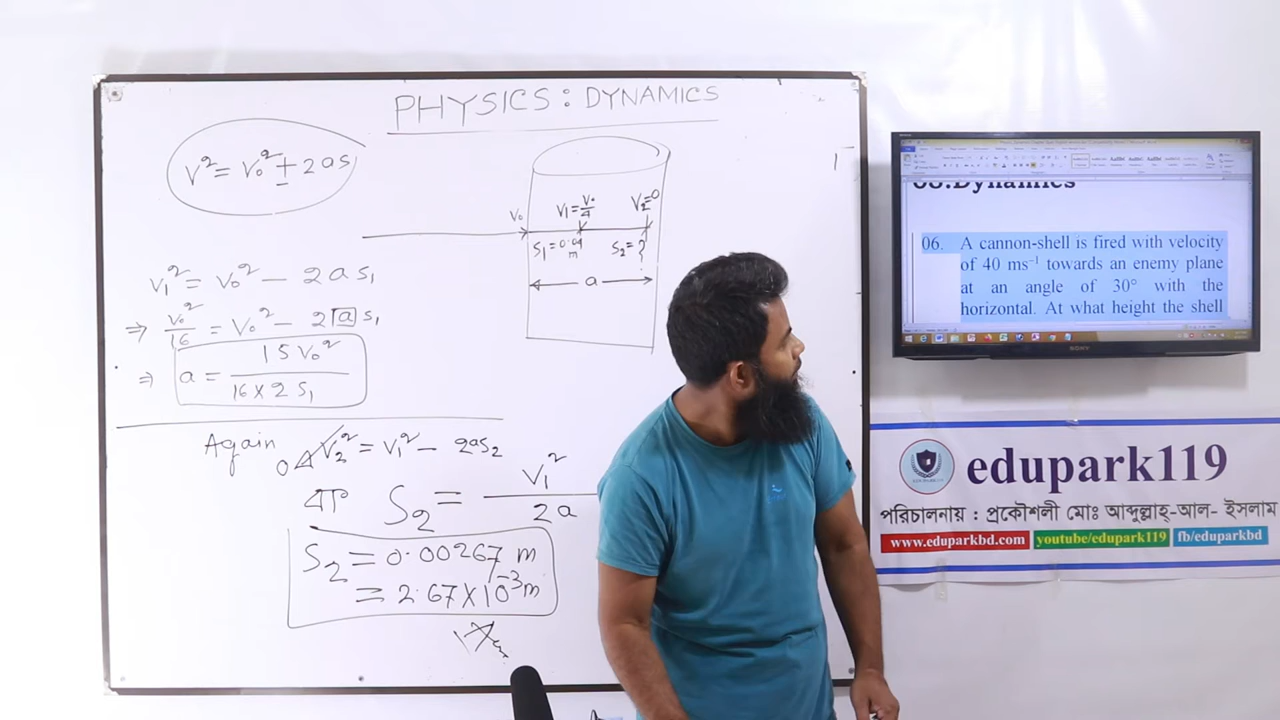 PHYSICS: DYNAMICS
v² = v₀² ± 2as
v₀
v₁=v₀/4
v₂=0
s₁=0.04 m
s₂=?
a
v₁² = v₀² - 2as₁
⇒ v₀²/16 = v₀² - 2as₁
⇒ a = 15v₀²/16×2s₁
Again 0 v₂² = v₁² - 2as₂
বা S₂ = v₁²/2a
S₂ = 0.00267 m
= 2.67×10⁻³m
08.Dynamics
06. A cannon-shell is fired with velocity
of 40 ms⁻¹ towards an enemy plane
at an angle of 30° with the
horizontal. At what height the shell
SONY
edupark119
পরিচালনায় : প্রকৌশলী মোঃ আব্দুল্লাহ্-আল- ইসলাম
www.eduparkbd.com youtube/edupark119 fb/eduparkbd